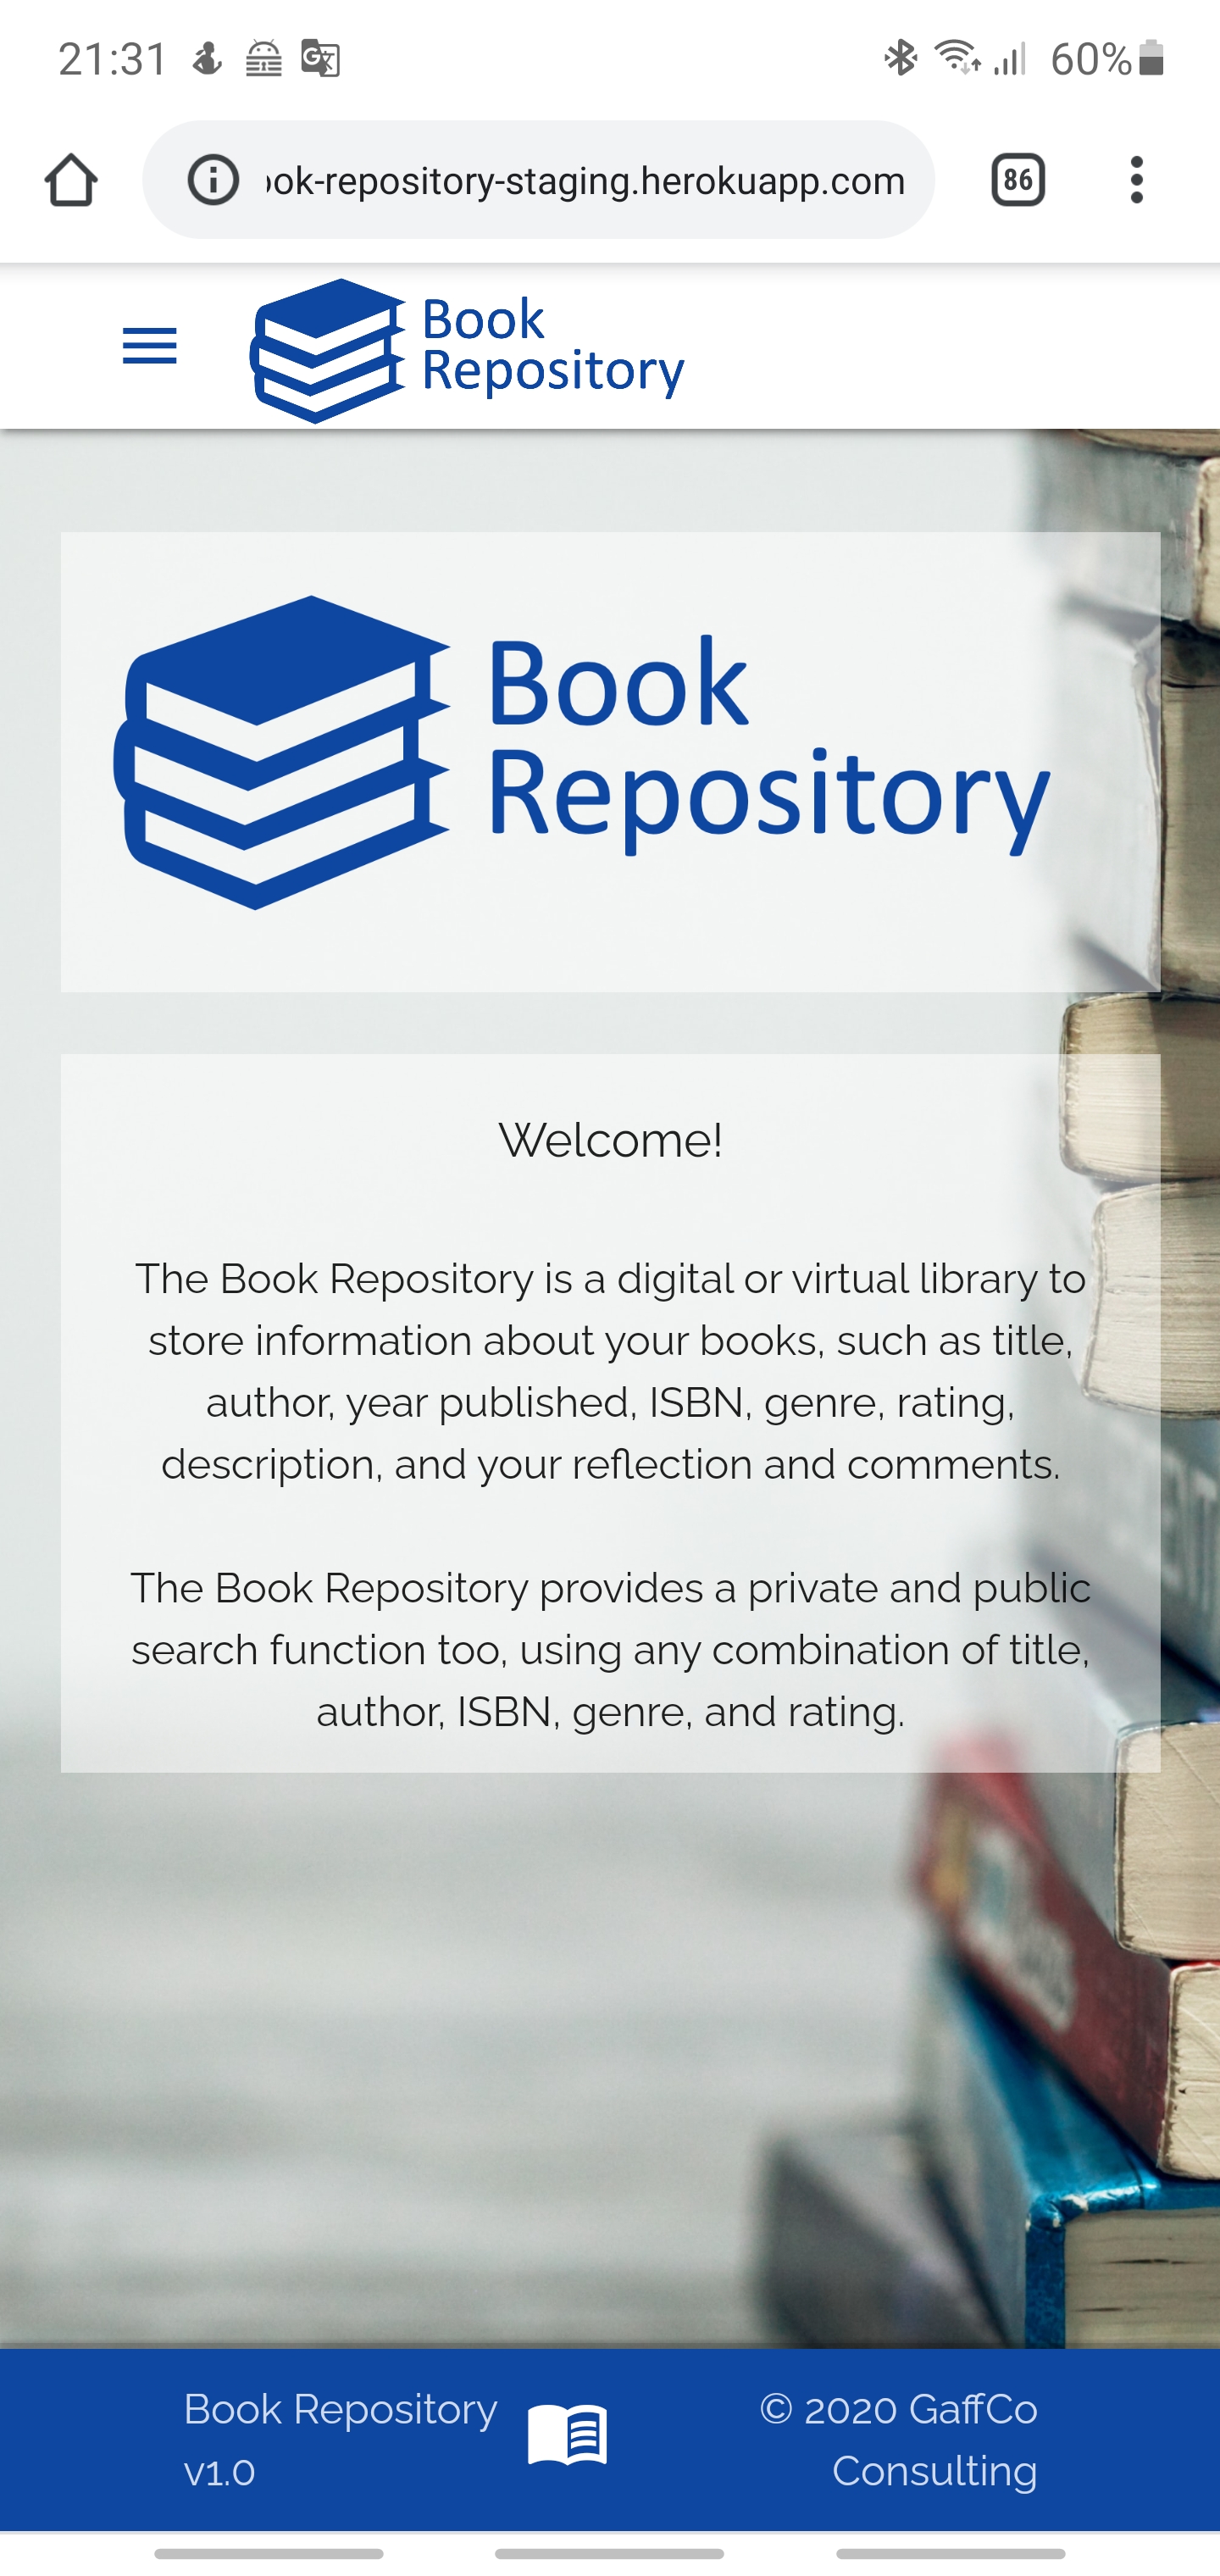 21:31
60%
ook-repository-staging.herokuapp.com
86
Book
Repository
Book
Repository
Welcome!
The Book Repository is a digital or virtual library to
store information about your books, such as title,
author, year published, ISBN, genre, rating,
description, and your reflection and comments.
The Book Repository provides a private and public
search function too, using any combination of title,
author, ISBN, genre, and rating.
Book Repository
v1.0
© 2020 GaffCo
Consulting